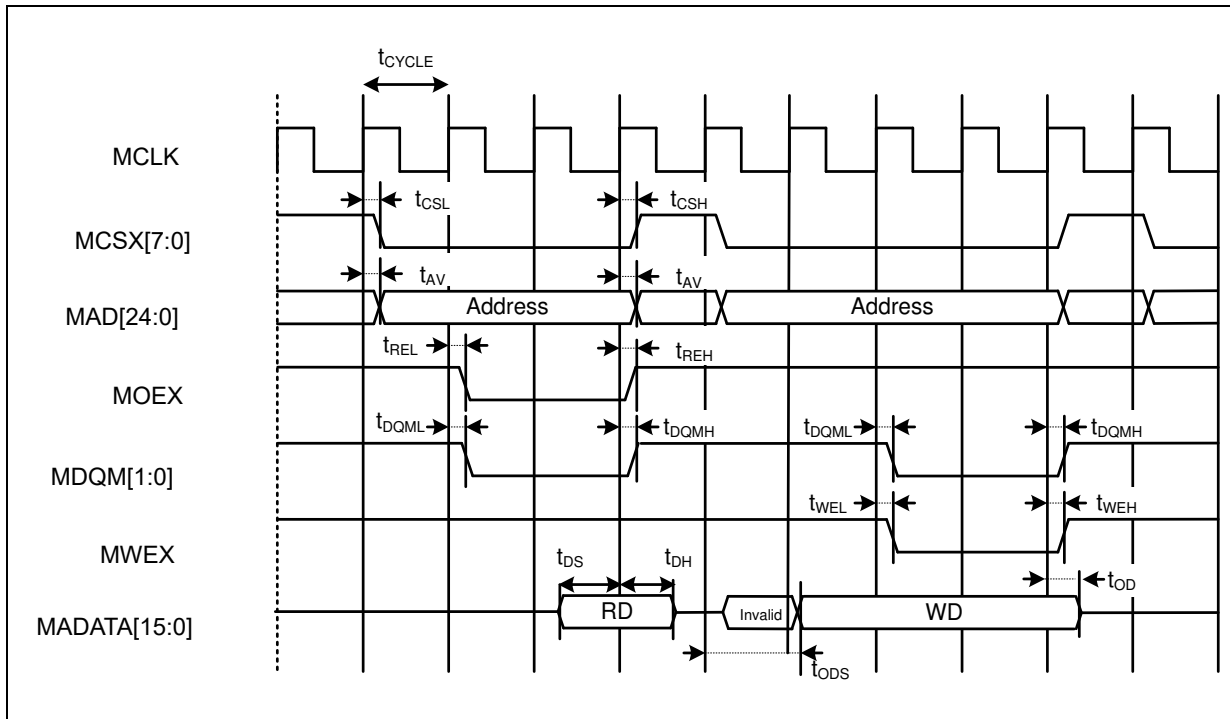 tCYCLE
MCLK
tCSL
tCSH
MCSX[7:0]
tAV
tAV
MAD[24:0]
Address
Address
tREL
tREH
MOEX
tDQML
tDQMH
tDQML
tDQMH
MDQM[1:0]
tWEL
tWEH
MWEX
tDS
tDH
tOD
MADATA[15:0]
RD
Invalid
WD
tODS